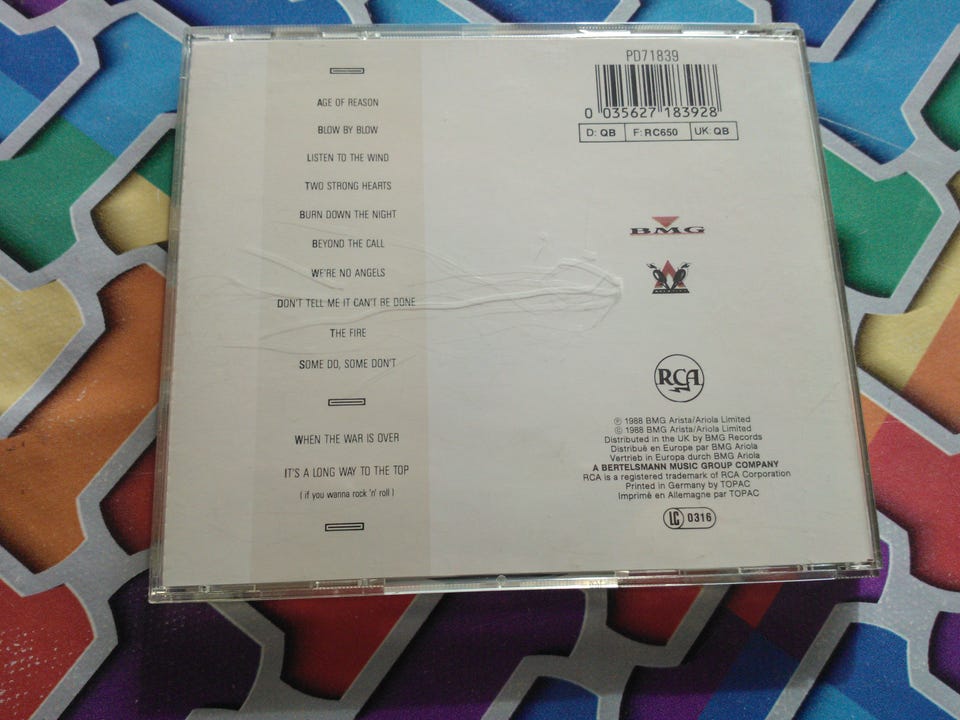 AGE OF REASON
BLOW BY BLOW
LISTEN TO THE WIND
TWO STRONG HEARTS
BURN DOWN THE NIGHT
BEYOND THE CALL
WE'RE NO ANGELS
DON'T TELL ME IT CAN'T BE DONE
THE FIRE
SOME DO, SOME DON'T
WHEN THE WAR IS OVER
IT'S A LONG WAY TO THE TOP
( if you wanna rock 'n' roll )
PD71839
0 035627 183928
D: QB F: RC650 UK: QB
BMG
RCA
℗ 1988 BMG Arista/Ariola Limited
© 1988 BMG Arista/Ariola Limited
Distributed in the UK by BMG Records
Distribué en Europe par BMG Ariola
Vertrieb in Europa durch BMG Ariola
A BERTELSMANN MUSIC GROUP COMPANY
RCA is a registered trademark of RCA Corporation
Printed in Germany by TOPAC
Imprimé en Allemagne par TOPAC
LC 0316